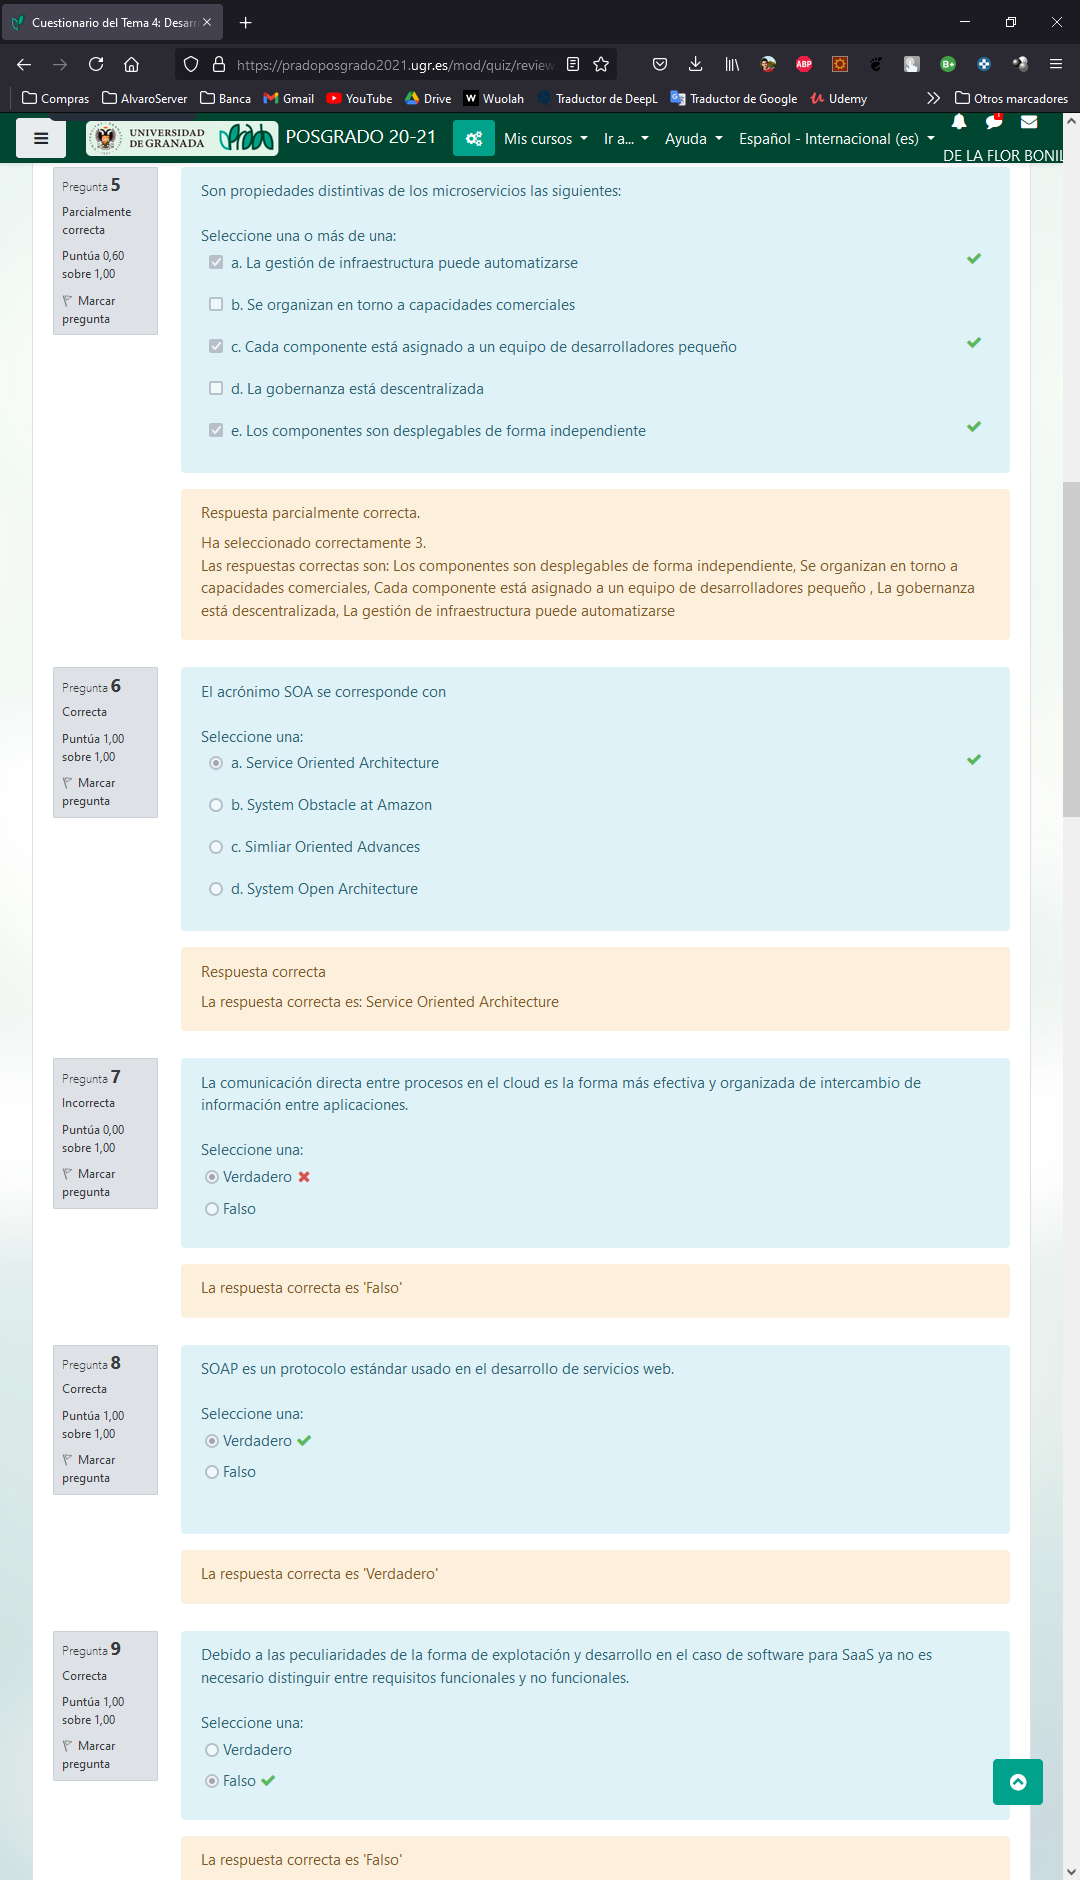 Cuestionario del Tema 4: Desarr
https://pradoposgrado2021.ugr.es/mod/quiz/review.
ABP
B+
Compras AlvaroServer Banca Gmail YouTube Drive Wuolah Traductor de DeepL Traductor de Google Udemy Otros marcadores
UNIVERSIDAD
DE GRANADA
POSGRADO 20-21 Mis cursos Ir a... Ayuda Español - Internacional (es)
DE LA FLOR BONIL
Pregunta 5
Parcialmente
correcta
Puntúa 0,60
sobre 1,00
Marcar
pregunta
Son propiedades distintivas de los microservicios las siguientes:
Seleccione una o más de una:
a. La gestión de infraestructura puede automatizarse
b. Se organizan en torno a capacidades comerciales
c. Cada componente está asignado a un equipo de desarrolladores pequeño
d. La gobernanza está descentralizada
e. Los componentes son desplegables de forma independiente
Respuesta parcialmente correcta.
Ha seleccionado correctamente 3.
Las respuestas correctas son: Los componentes son desplegables de forma independiente, Se organizan en torno a
capacidades comerciales, Cada componente está asignado a un equipo de desarrolladores pequeño , La gobernanza
está descentralizada, La gestión de infraestructura puede automatizarse
Pregunta 6
Correcta
Puntúa 1,00
sobre 1,00
Marcar
pregunta
El acrónimo SOA se corresponde con
Seleccione una:
a. Service Oriented Architecture
b. System Obstacle at Amazon
c. Simliar Oriented Advances
d. System Open Architecture
Respuesta correcta
La respuesta correcta es: Service Oriented Architecture
Pregunta 7
Incorrecta
Puntúa 0,00
sobre 1,00
Marcar
pregunta
La comunicación directa entre procesos en el cloud es la forma más efectiva y organizada de intercambio de
información entre aplicaciones.
Seleccione una:
Verdadero
Falso
La respuesta correcta es 'Falso'
Pregunta 8
Correcta
Puntúa 1,00
sobre 1,00
Marcar
pregunta
SOAP es un protocolo estándar usado en el desarrollo de servicios web.
Seleccione una:
Verdadero
Falso
La respuesta correcta es 'Verdadero'
Pregunta 9
Correcta
Puntúa 1,00
sobre 1,00
Marcar
pregunta
Debido a las peculiaridades de la forma de explotación y desarrollo en el caso de software para SaaS ya no es
necesario distinguir entre requisitos funcionales y no funcionales.
Seleccione una:
Verdadero
Falso
La respuesta correcta es 'Falso'